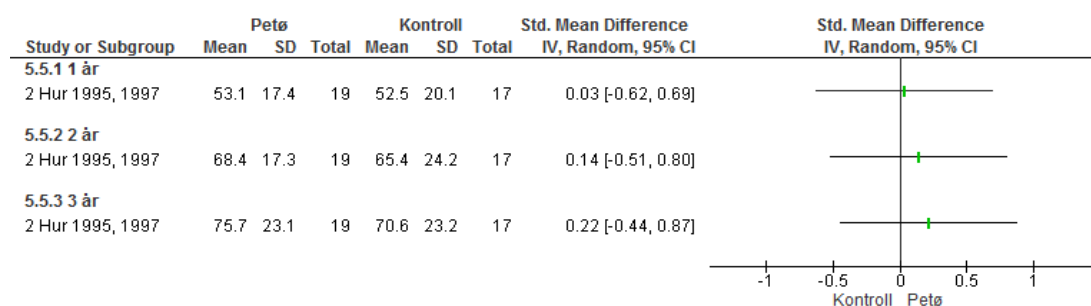 Petø Kontroll Std. Mean Difference Std. Mean Difference
Study or Subgroup Mean SD Total Mean SD Total IV, Random, 95% CI IV, Random, 95% CI
5.5.1 1 år
2 Hur 1995, 1997 53.1 17.4 19 52.5 20.1 17 0.03 [-0.62, 0.69]
5.5.2 2 år
2 Hur 1995, 1997 68.4 17.3 19 65.4 24.2 17 0.14 [-0.51, 0.80]
5.5.3 3 år
2 Hur 1995, 1997 75.7 23.1 19 70.6 23.2 17 0.22 [-0.44, 0.87]
-1 -0.5 0 0.5 1
Kontroll Petø